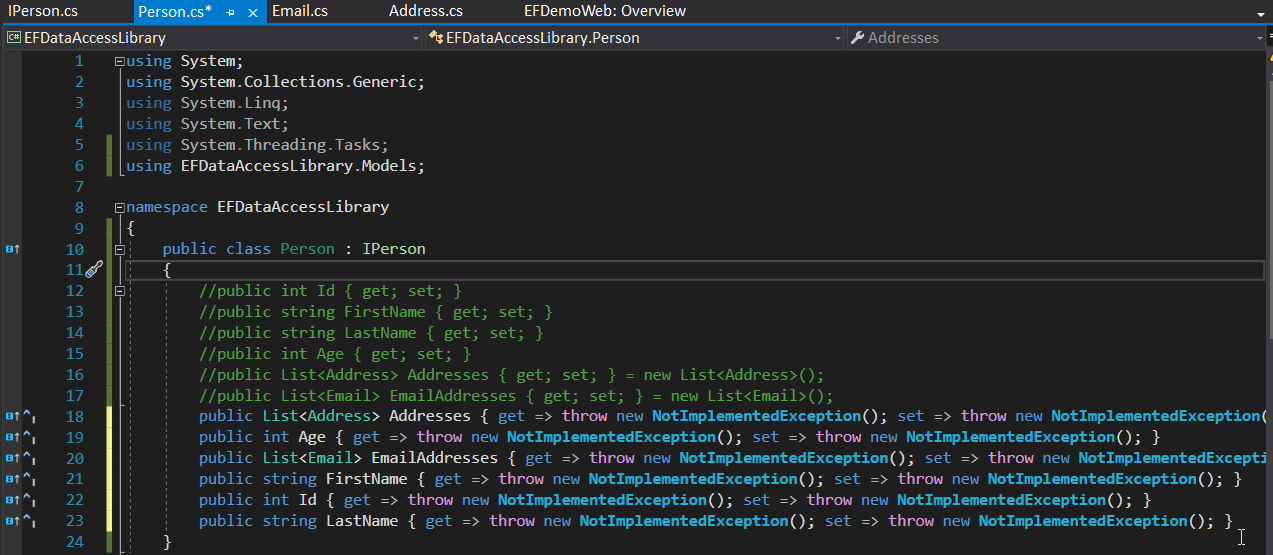 IPerson.cs Person.cs* Email.cs Address.cs EFDemoWeb: Overview
C# EFDataAccessLibrary EFDataAccessLibrary.Person Addresses
1 using System;
2 using System.Collections.Generic;
3 using System.Linq;
4 using System.Text;
5 using System.Threading.Tasks;
6 using EFDataAccessLibrary.Models;
7
8 namespace EFDataAccessLibrary
9 {
10 public class Person : IPerson
11 {
12 //public int Id { get; set; }
13 //public string FirstName { get; set; }
14 //public string LastName { get; set; }
15 //public int Age { get; set; }
16 //public List<Address> Addresses { get; set; } = new List<Address>();
17 //public List<Email> EmailAddresses { get; set; } = new List<Email>();
18 public List<Address> Addresses { get => throw new NotImplementedException(); set => throw new NotImplementedException(
19 public int Age { get => throw new NotImplementedException(); set => throw new NotImplementedException(); }
20 public List<Email> EmailAddresses { get => throw new NotImplementedException(); set => throw new NotImplementedExcepti
21 public string FirstName { get => throw new NotImplementedException(); set => throw new NotImplementedException(); }
22 public int Id { get => throw new NotImplementedException(); set => throw new NotImplementedException(); }
23 public string LastName { get => throw new NotImplementedException(); set => throw new NotImplementedException(); }
24 }